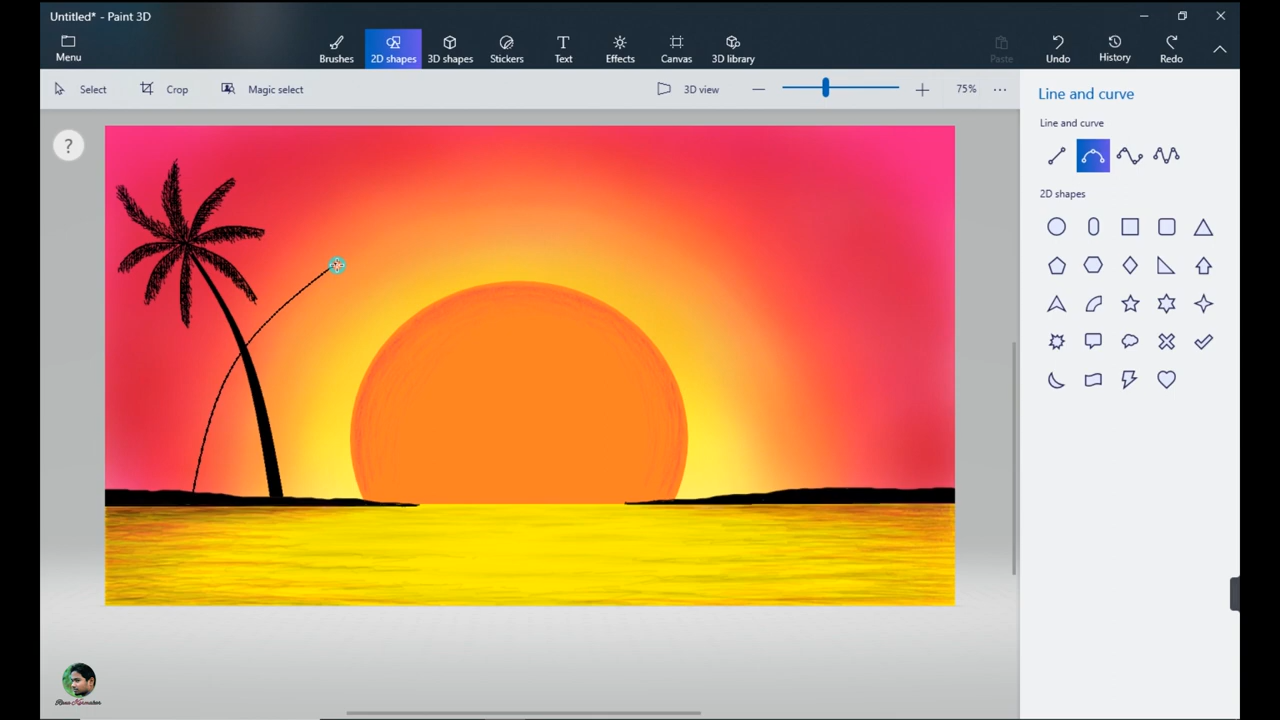 Untitled* - Paint 3D
Menu
Brushes
2D shapes
3D shapes
Stickers
Text
Effects
Canvas
3D library
Paste
Undo
History
Redo
Select
Crop
Magic select
3D view
75%
Line and curve
Line and curve
2D shapes
?